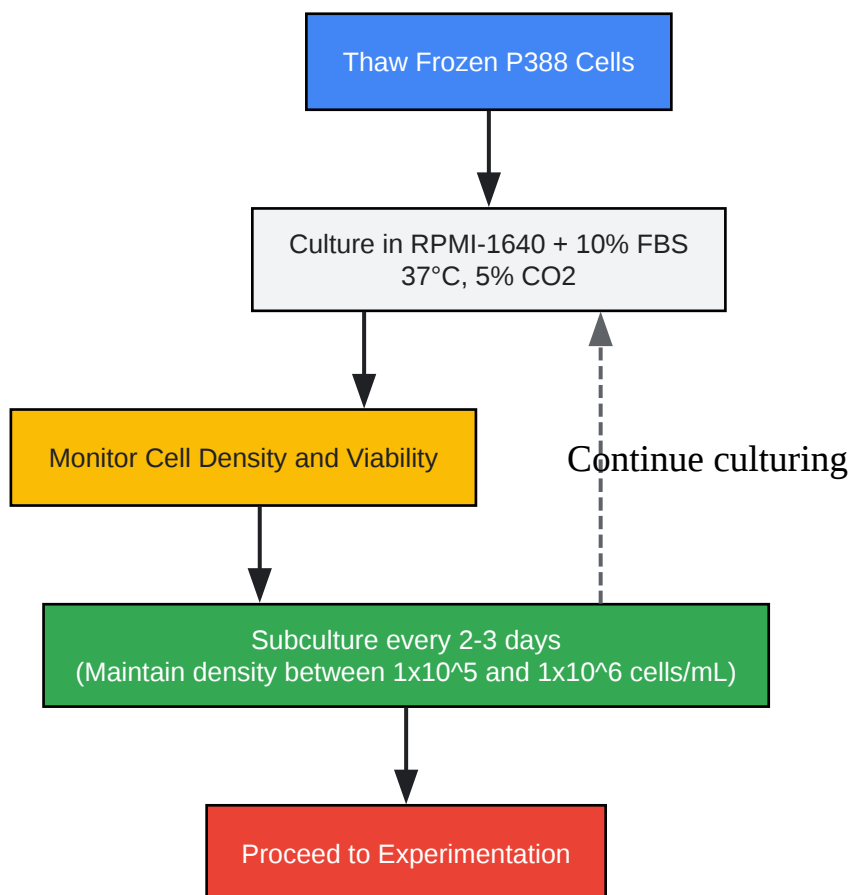 Thaw Frozen P388 Cells
Culture in RPMI-1640 + 10% FBS
37°C, 5% CO2
Monitor Cell Density and Viability
Continue culturing
Subculture every 2-3 days
(Maintain density between 1x10^5 and 1x10^6 cells/mL)
Proceed to Experimentation